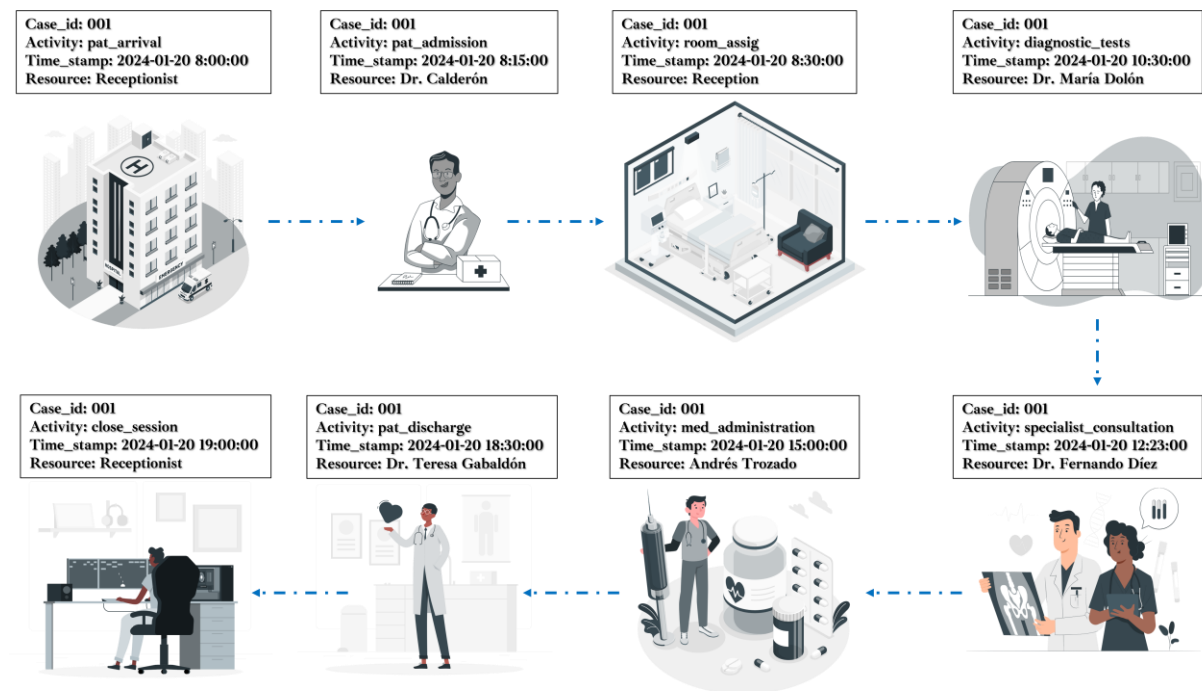 Case_id: 001
Activity: pat_arrival
Time_stamp: 2024-01-20 8:00:00
Resource: Receptionist
Case_id: 001
Activity: pat_admission
Time_stamp: 2024-01-20 8:15:00
Resource: Dr. Calderón
Case_id: 001
Activity: room_assig
Time_stamp: 2024-01-20 8:30:00
Resource: Reception
Case_id: 001
Activity: diagnostic_tests
Time_stamp: 2024-01-20 10:30:00
Resource: Dr. María Dolón
H
HOSPITAL
EMERGENCY
Case_id: 001
Activity: close_session
Time_stamp: 2024-01-20 19:00:00
Resource: Receptionist
Case_id: 001
Activity: pat_discharge
Time_stamp: 2024-01-20 18:30:00
Resource: Dr. Teresa Gabaldón
Case_id: 001
Activity: med_administration
Time_stamp: 2024-01-20 15:00:00
Resource: Andrés Trozado
Case_id: 001
Activity: specialist_consultation
Time_stamp: 2024-01-20 12:23:00
Resource: Dr. Fernando Díez